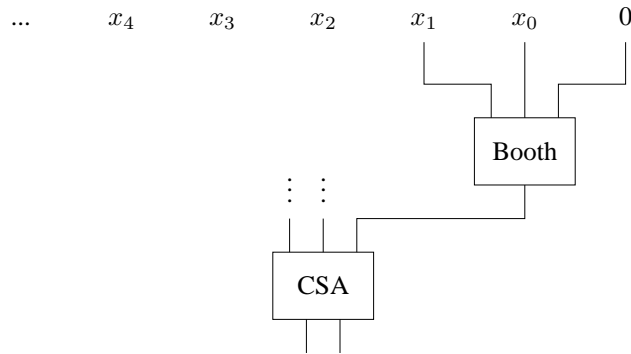 ... x₄ x₃ x₂ x₁ x₀ 0
Booth
⋮ ⋮
CSA